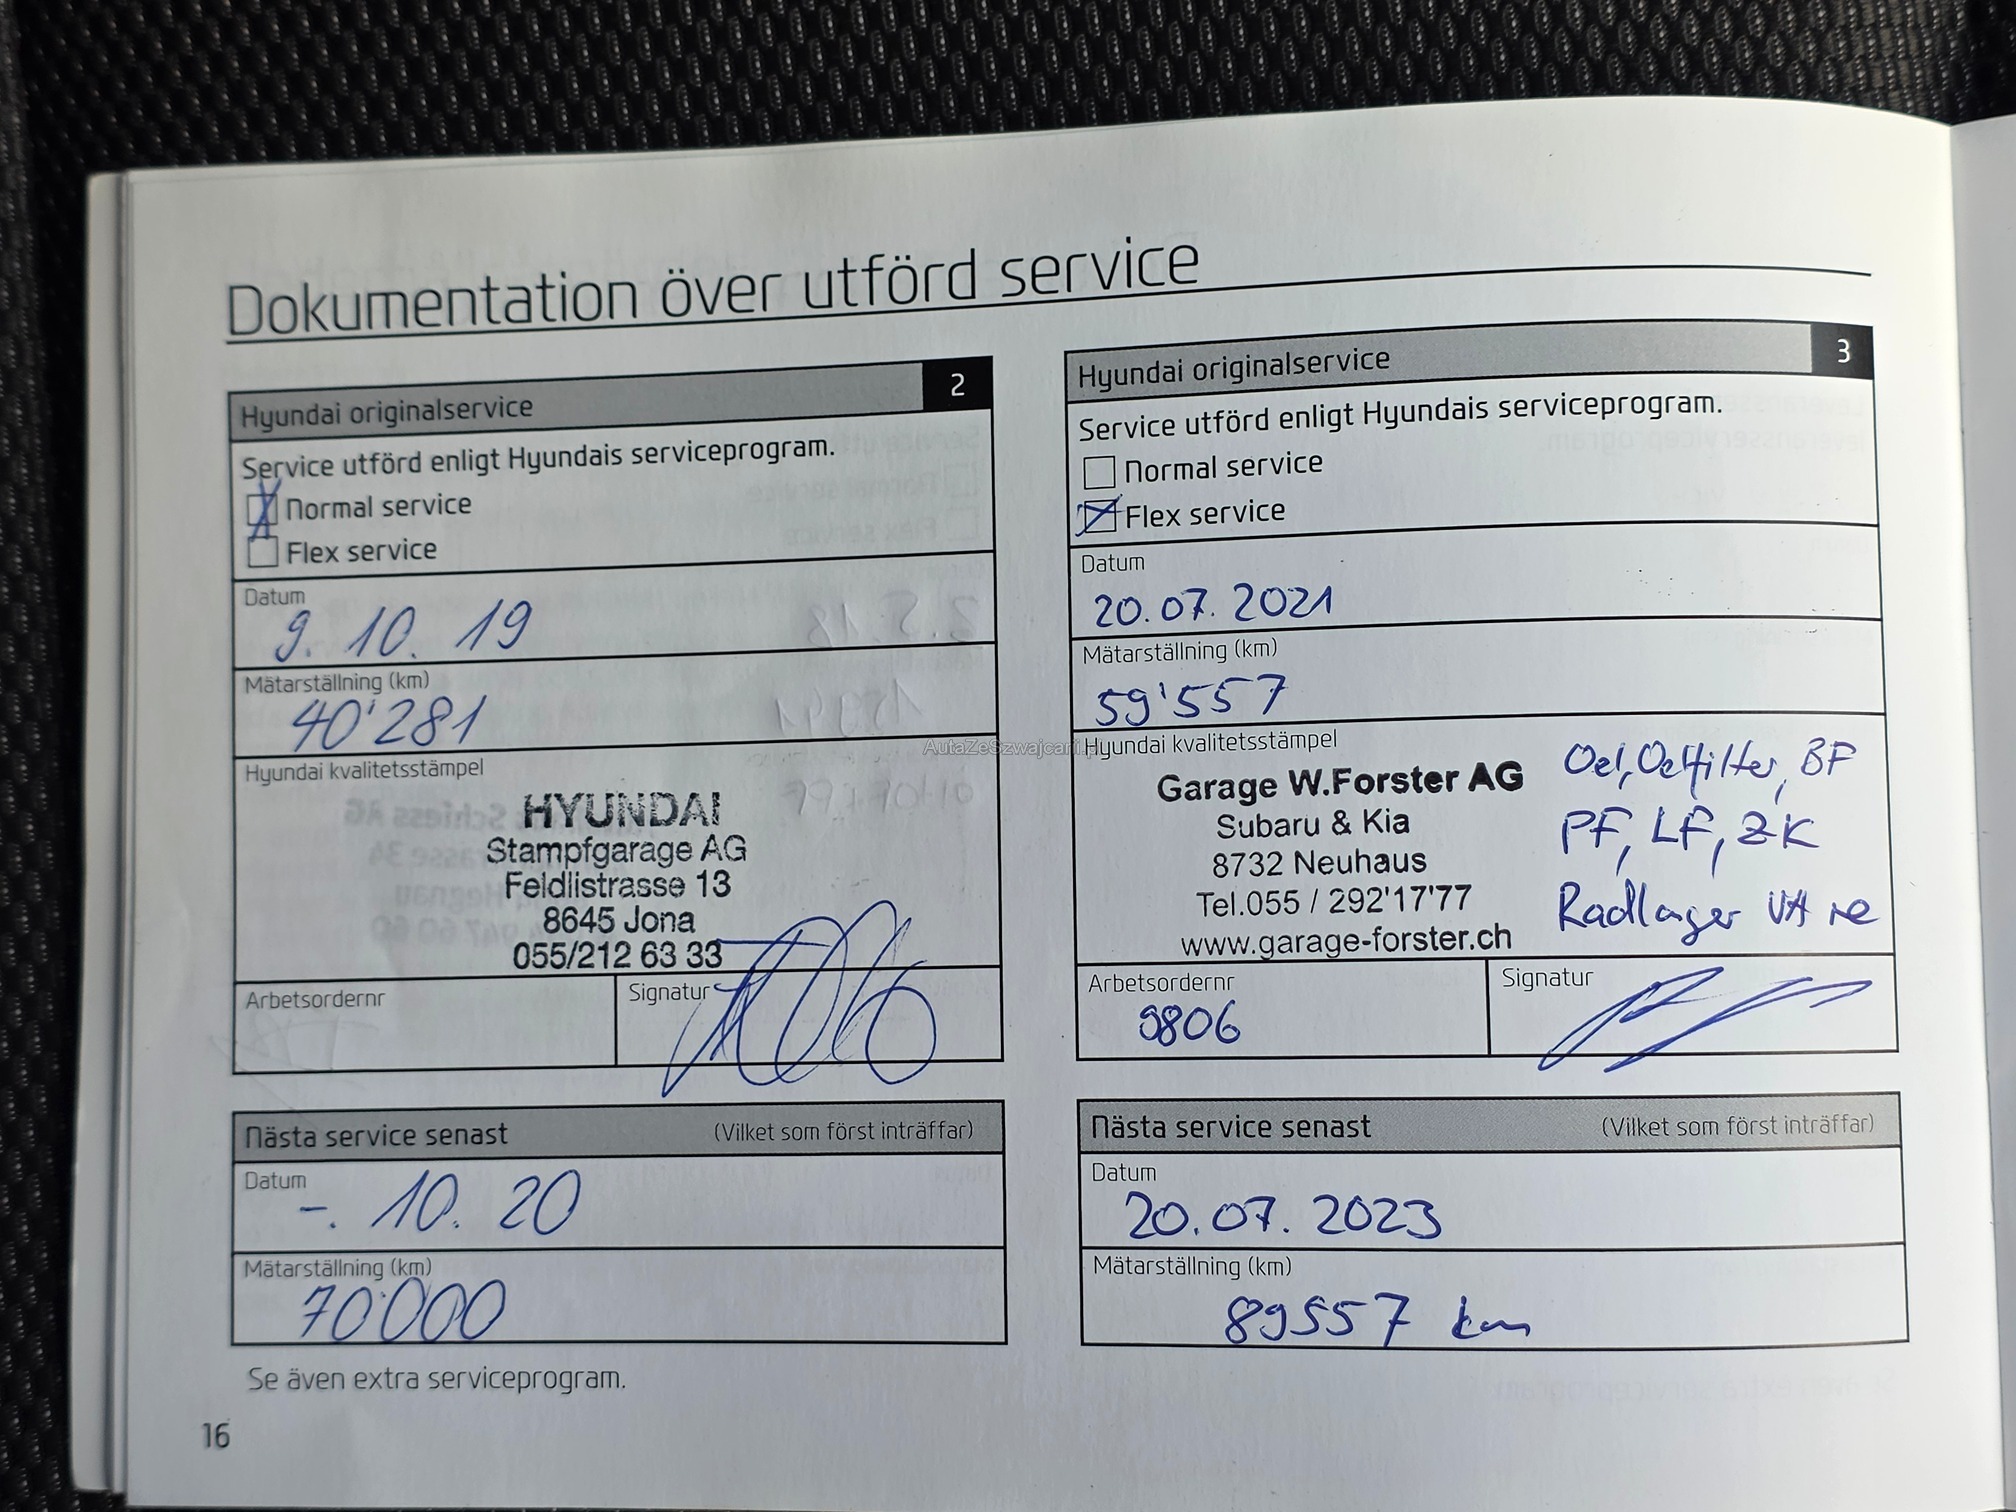 Dokumentation över utförd service
Hyundai originalservice 2
Service utförd enligt Hyundais serviceprogram.
Normal service
Flex service
Datum
9. 10. 19
Mätarställning (km)
40'281
Hyundai kvalitetsstämpel
HYUNDAI
Stampfgarage AG
Feldlistrasse 13
8645 Jona
055/212 63 33
Arbetsordernr
Signatur
Nästa service senast (Vilket som först inträffar)
Datum
-. 10. 20
Mätarställning (km)
70'000
Se även extra serviceprogram.
16
Hyundai originalservice 3
Service utförd enligt Hyundais serviceprogram.
Normal service
Flex service
Datum
20.07.2021
Mätarställning (km)
59'557
Hyundai kvalitetsstämpel
Garage W.Forster AG
Subaru & Kia
8732 Neuhaus
Tel.055 / 292'17'77
www.garage-forster.ch
Oel, Oelfilter, BF
PF, LF, ZK
Radlager VA re
Arbetsordernr
9806
Signatur
Nästa service senast (Vilket som först inträffar)
Datum
20.07.2023
Mätarställning (km)
89557 km